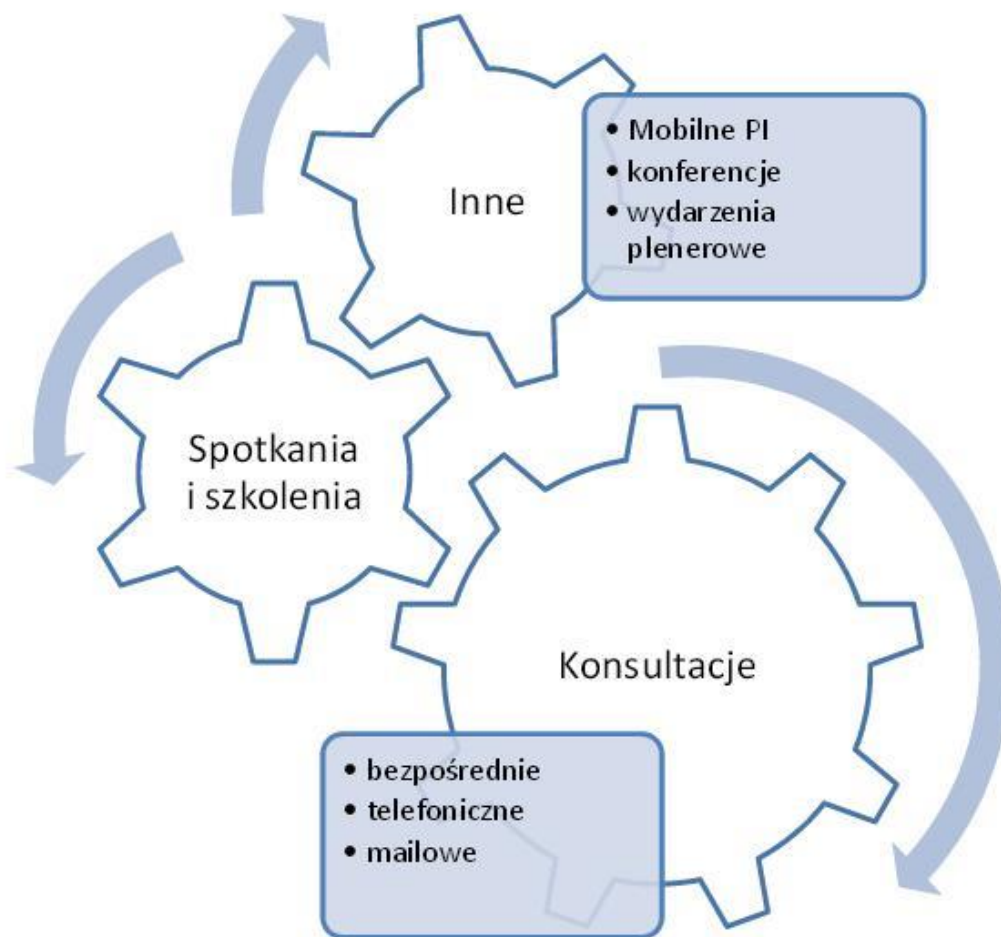 Inne
• Mobilne PI
• konferencje
• wydarzenia
plenerowe
Spotkania
i szkolenia
Konsultacje
• bezpośrednie
• telefoniczne
• mailowe